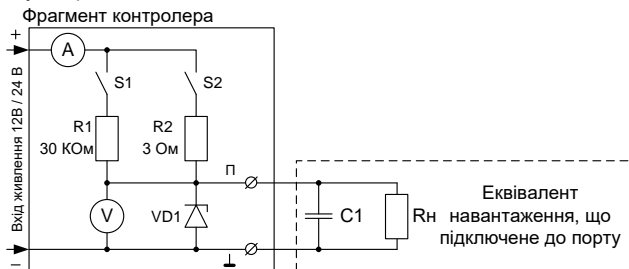 Фрагмент контролера
+
A
S1
S2
R1
30 КОм
R2
3 Ом
Вхід живлення 12В / 24 В
П
V
VD1
C1
Rн
Еквівалент
навантаження, що
підключене до порту
–